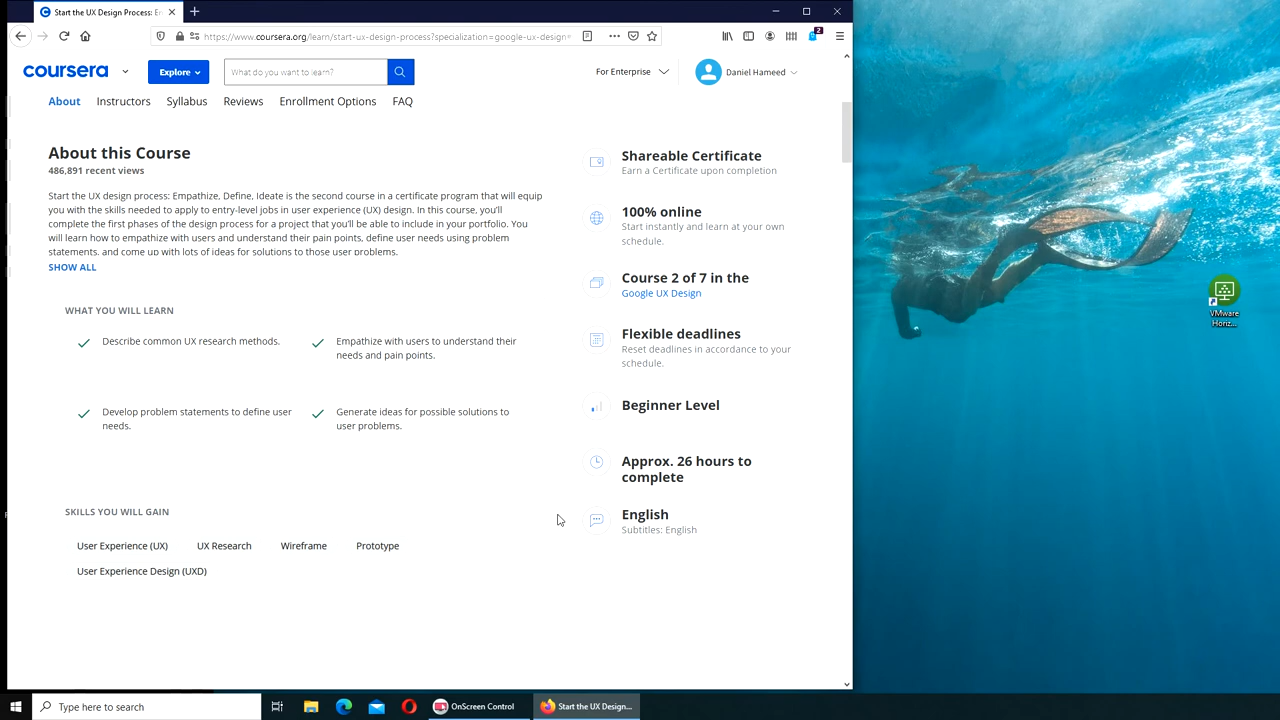 Start the UX Design Process: E
https://www.coursera.org/learn/start-ux-design-process?specialization=google-ux-design
2
coursera
Explore
What do you want to learn?
For Enterprise
Daniel Hameed
About
Instructors
Syllabus
Reviews
Enrollment Options
FAQ
About this Course
486,891 recent views
Start the UX design process: Empathize, Define, Ideate is the second course in a certificate program that will equip
you with the skills needed to apply to entry-level jobs in user experience (UX) design. In this course, you'll
complete the first phases of the design process for a project that you'll be able to include in your portfolio. You
will learn how to empathize with users and understand their pain points, define user needs using problem
statements, and come up with lots of ideas for solutions to those user problems.
SHOW ALL
WHAT YOU WILL LEARN
Describe common UX research methods.
Empathize with users to understand their
needs and pain points.
Develop problem statements to define user
needs.
Generate ideas for possible solutions to
user problems.
SKILLS YOU WILL GAIN
User Experience (UX)
UX Research
Wireframe
Prototype
User Experience Design (UXD)
Shareable Certificate
Earn a Certificate upon completion
100% online
Start instantly and learn at your own
schedule.
Course 2 of 7 in the
Google UX Design
Flexible deadlines
Reset deadlines in accordance to your
schedule.
Beginner Level
Approx. 26 hours to
complete
English
Subtitles: English
VMware
Horiz...
Type here to search
OnScreen Control
Start the UX Design...